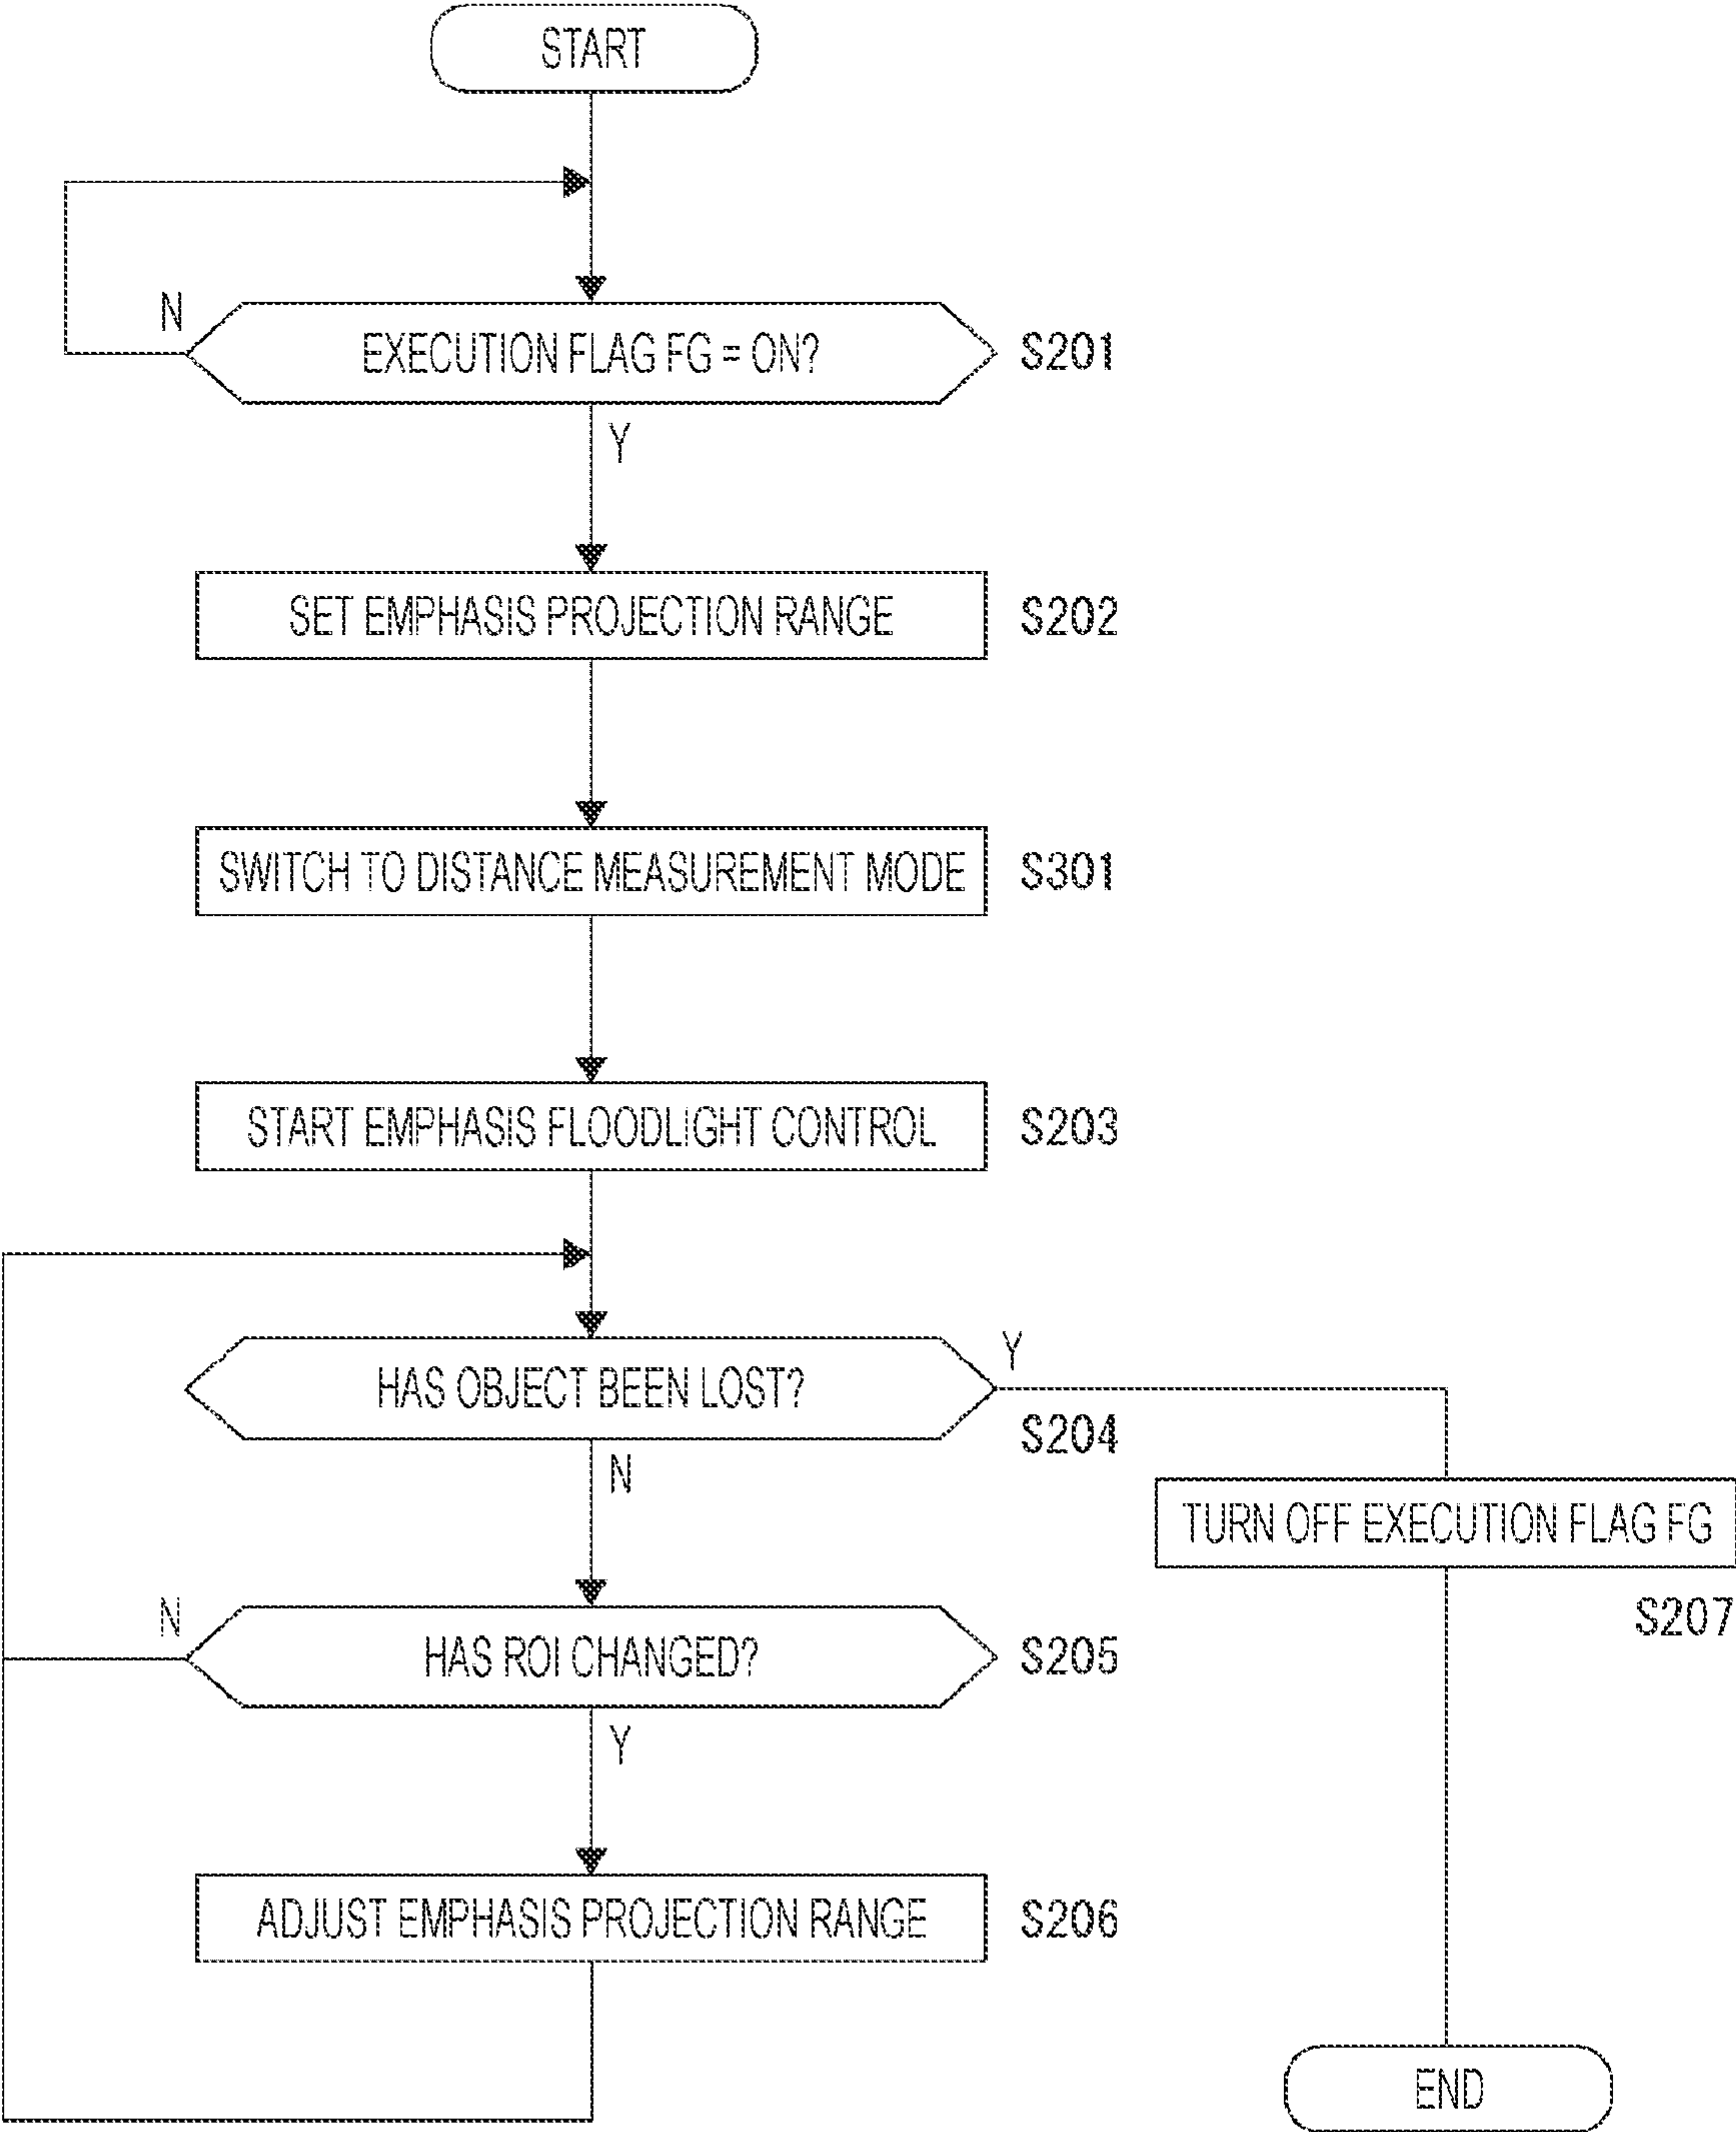 START
N
EXECUTION FLAG FG = ON?
S201
Y
SET EMPHASIS PROJECTION RANGE
S202
SWITCH TO DISTANCE MEASUREMENT MODE
S301
START EMPHASIS FLOODLIGHT CONTROL
S203
HAS OBJECT BEEN LOST?
Y
S204
N
TURN OFF EXECUTION FLAG FG
S207
N
HAS ROI CHANGED?
S205
Y
ADJUST EMPHASIS PROJECTION RANGE
S206
END